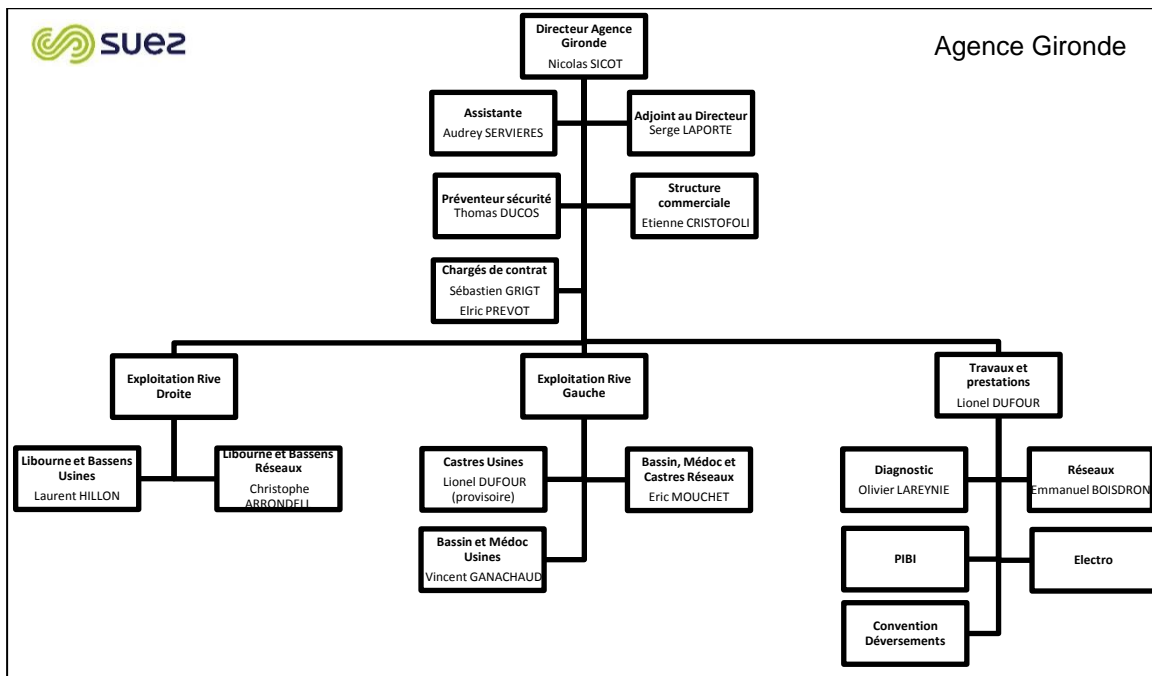 suez
Agence Gironde
Directeur Agence
Gironde
Nicolas SICOT
Assistante
Audrey SERVIERES
Adjoint au Directeur
Serge LAPORTE
Préventeur sécurité
Thomas DUCOS
Structure
commerciale
Etienne CRISTOFOLI
Chargés de contrat
Sébastien GRIGT
Elric PREVOT
Exploitation Rive
Droite
Exploitation Rive
Gauche
Travaux et
prestations
Lionel DUFOUR
Libourne et Bassens
Usines
Laurent HILLON
Libourne et Bassens
Réseaux
Christophe
ARRONDELL
Castres Usines
Lionel DUFOUR
(provisoire)
Bassin, Médoc et
Castres Réseaux
Eric MOUCHET
Bassin et Médoc
Usines
Vincent GANACHAUD
Diagnostic
Olivier LAREYNIE
Réseaux
Emmanuel BOISDRON
PIBI
Electro
Convention
Déversements